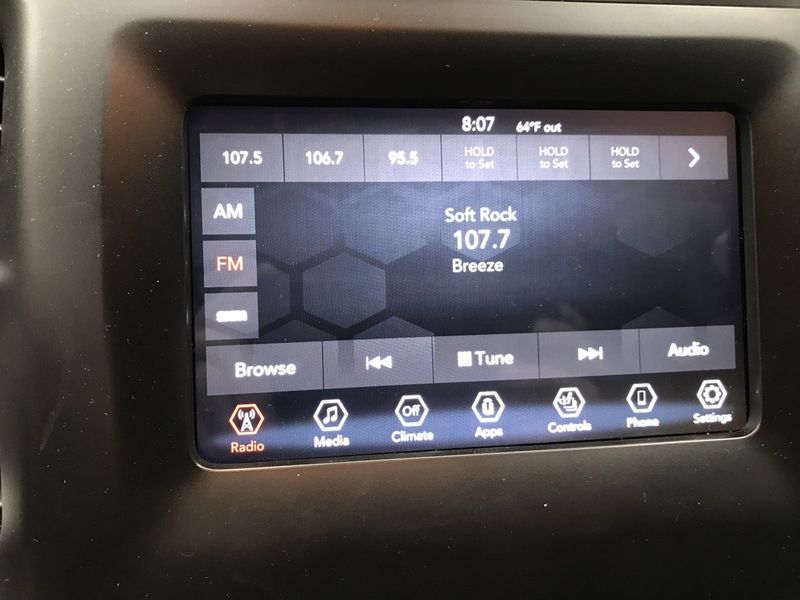 8:07 64°F out
107.5 106.7 95.5 HOLD to Set HOLD to Set HOLD to Set
AM
Soft Rock
107.7
FM
Breeze
Browse Tune Audio
Radio Media Off Climate Apps Controls Phone Settings